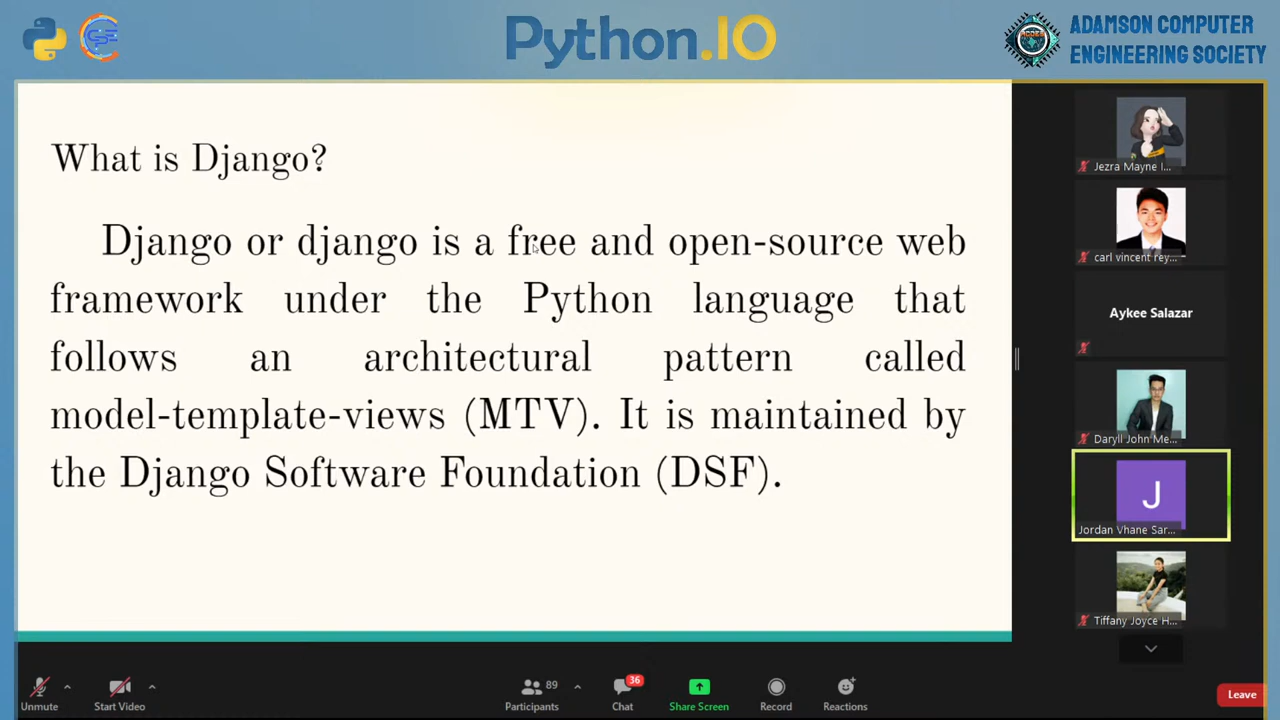 Python.IO
ADAMSON COMPUTER
ENGINEERING SOCIETY
What is Django?
Django or django is a free and open-source web
framework under the Python language that
follows an architectural pattern called
model-template-views (MTV). It is maintained by
the Django Software Foundation (DSF).
Jezra Mayne I...
carl vincent rey...
Aykee Salazar
Daryll John Me...
J
Jordan Vhane Sar...
Tiffany Joyce H...
Unmute
Start Video
89
Participants
36
Chat
Share Screen
Record
Reactions
Leave